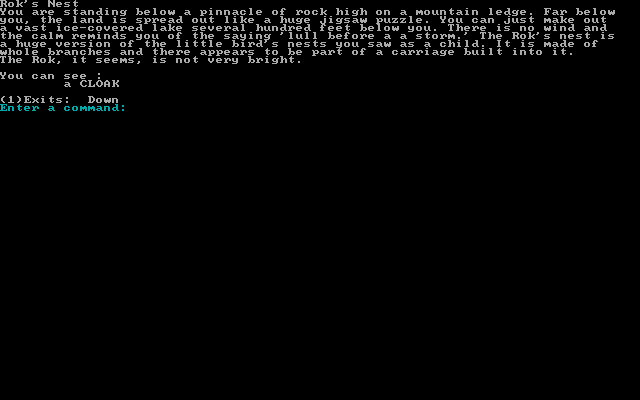 Rok's Nest
You are standing below a pinnacle of rock high on a mountain ledge. Far below
you, the land is spread out like a huge jigsaw puzzle. You can just make out
a vast ice-covered lake several hundred feet below you. There is no wind and
the calm reminds you of the saying 'lull before a a storm.' The Rok's nest is
a huge version of the little bird's nests you saw as a child. It is made of
whole branches and there appears to be part of a carriage built into it.
The Rok, it seems, is not very bright.
You can see :
a CLOAK
(1)Exits: Down
Enter a command: